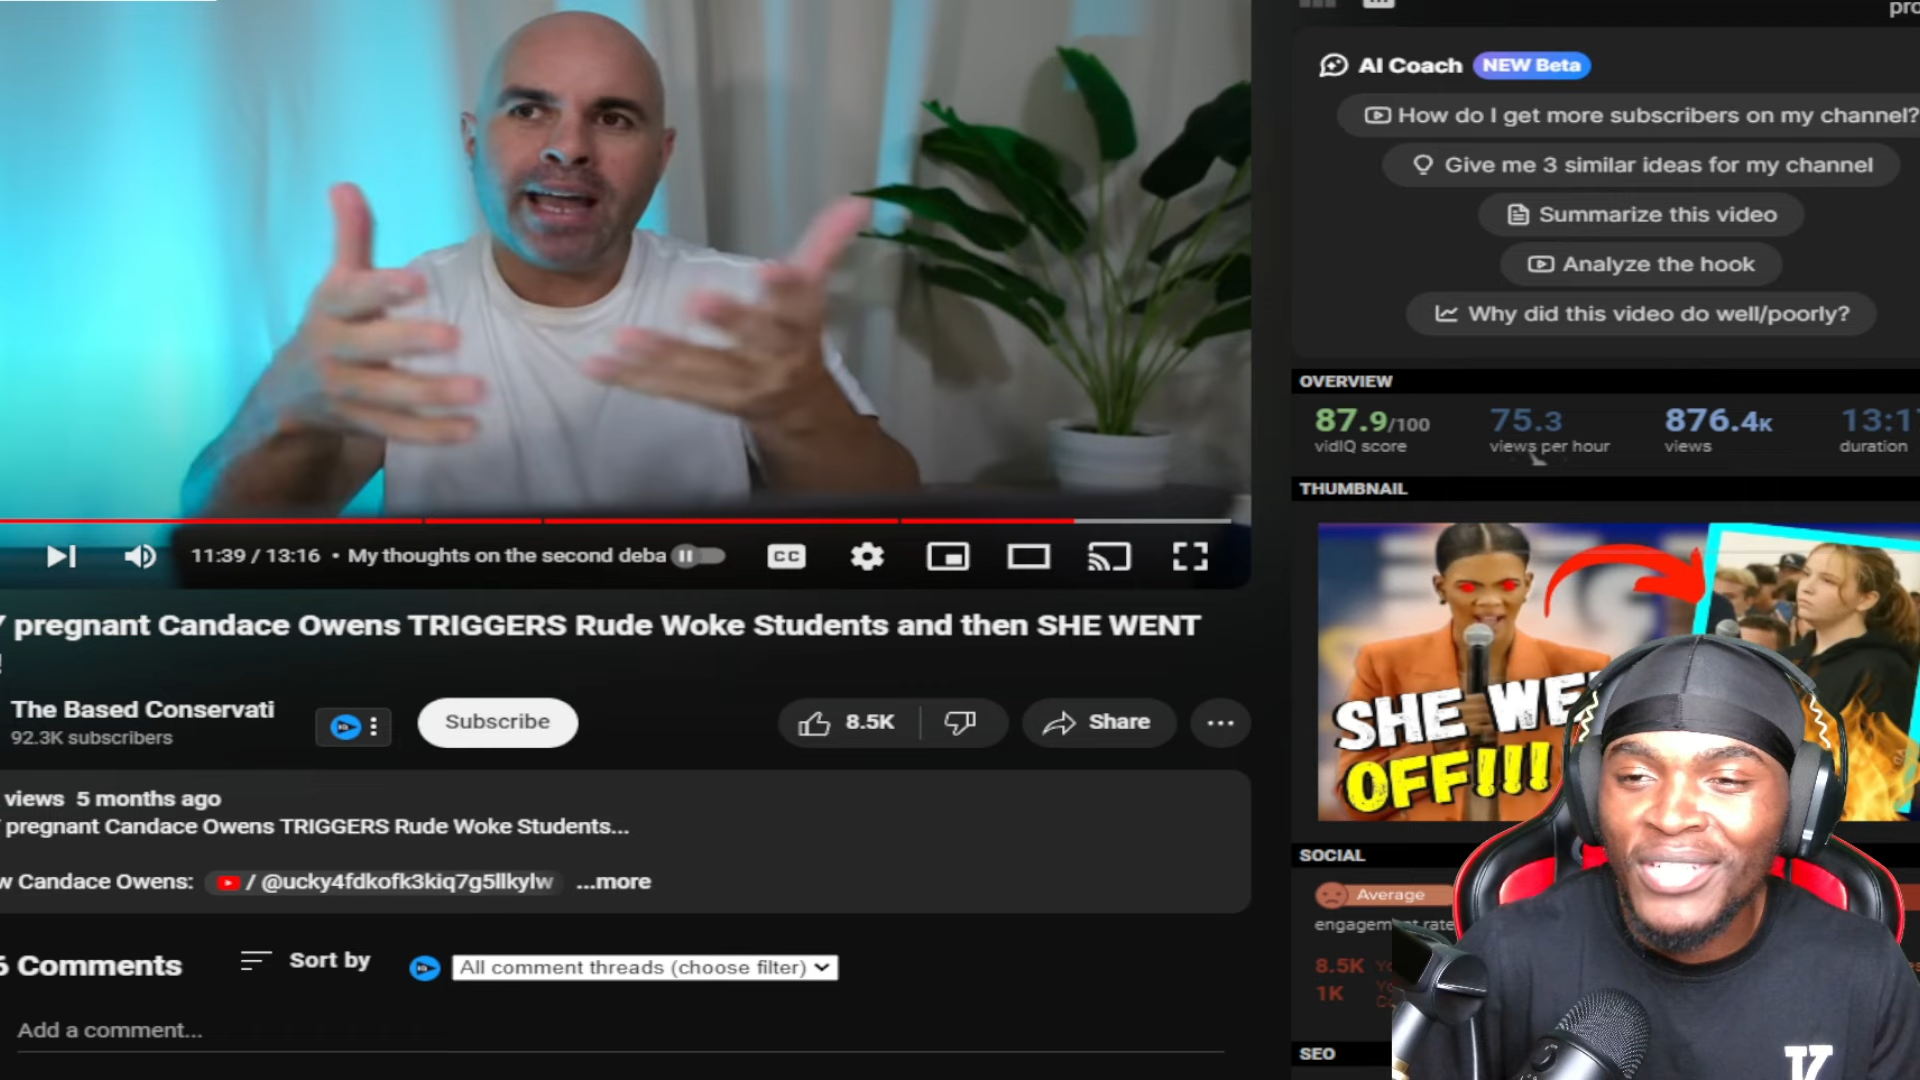 11:39 / 13:16 • My thoughts on the second deba
CC
pregnant Candace Owens TRIGGERS Rude Woke Students and then SHE WENT
!
The Based Conservati
92.3K subscribers
Subscribe
8.5K
Share
views 5 months ago
pregnant Candace Owens TRIGGERS Rude Woke Students...
w Candace Owens: / @ucky4fdkofk3kiq7g5llkylw ...more
6 Comments
Sort by
All comment threads (choose filter)
Add a comment...
pro
AI Coach NEW Beta
How do I get more subscribers on my channel?
Give me 3 similar ideas for my channel
Summarize this video
Analyze the hook
Why did this video do well/poorly?
OVERVIEW
87.9/100
vidIQ score
75.3
views per hour
876.4K
views
13:1
duration
THUMBNAIL
SHE WE
OFF!!!
SOCIAL
Average
engagement rate
8.5K
1K
SEO
V